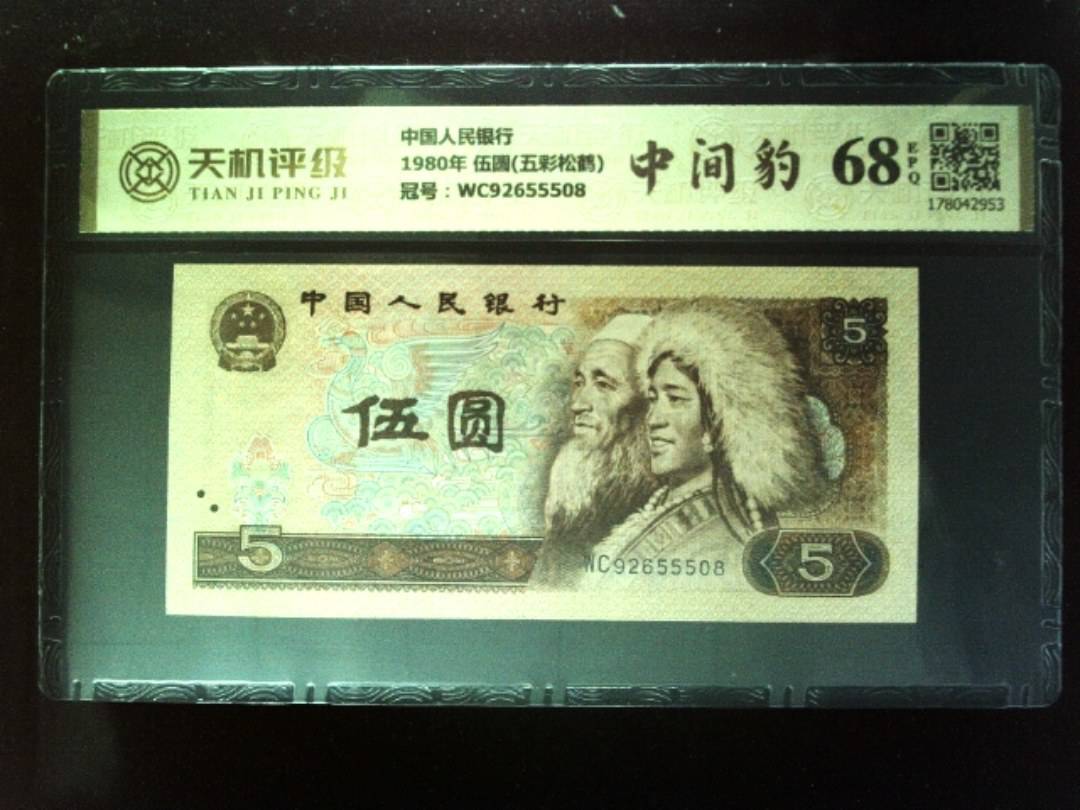 天机评级
TIAN JI PING JI
中国人民银行
1980年 伍圆(五彩松鹤)
冠号：WC92655508
中间豹
68
EPQ
178042953
中国人民银行
5
伍圆
5
WC92655508
5